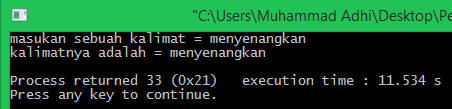 "C:\Users\Muhammad Adhi\Desktop\Pe
masukan sebuah kalimat = menyenangkan
kalimatnya adalah = menyenangkan
Process returned 33 (0x21)   execution time : 11.534 s
Press any key to continue.